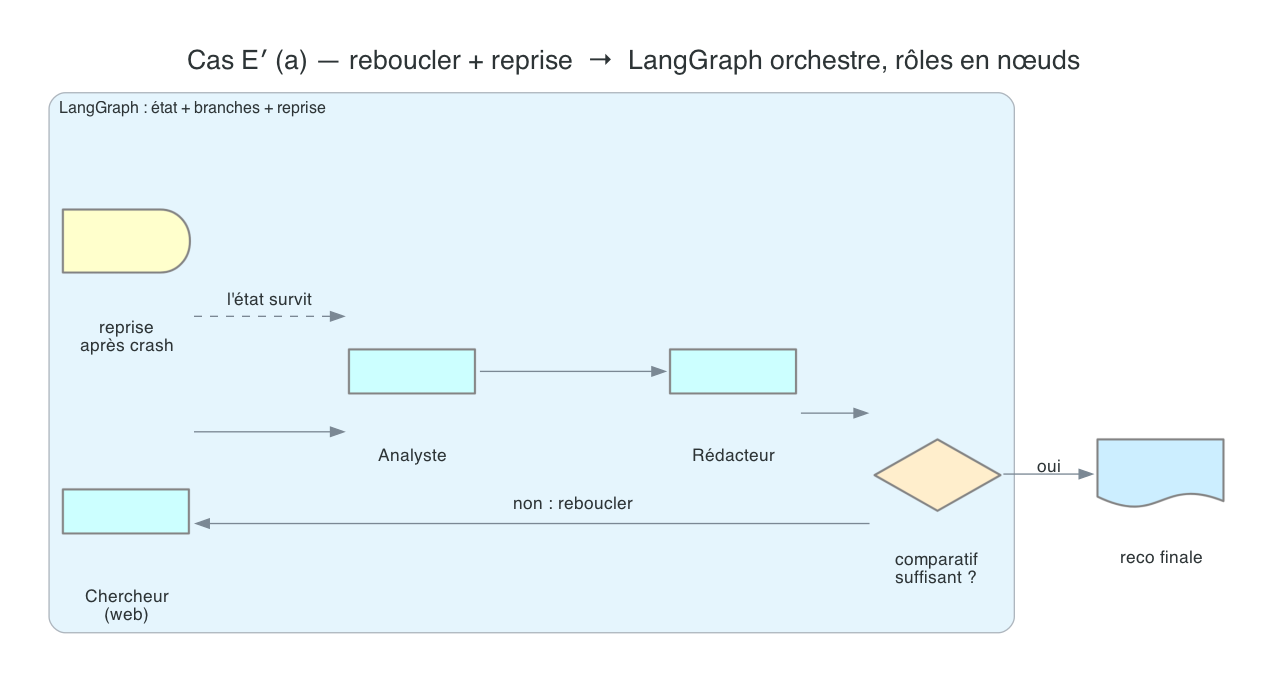 Cas E′ (a) — reboucler + reprise → LangGraph orchestre, rôles en nœuds
LangGraph : état + branches + reprise
l'état survit
reprise
après crash
Analyste
Rédacteur
oui
non : reboucler
comparatif
suffisant ?
reco finale
Chercheur
(web)